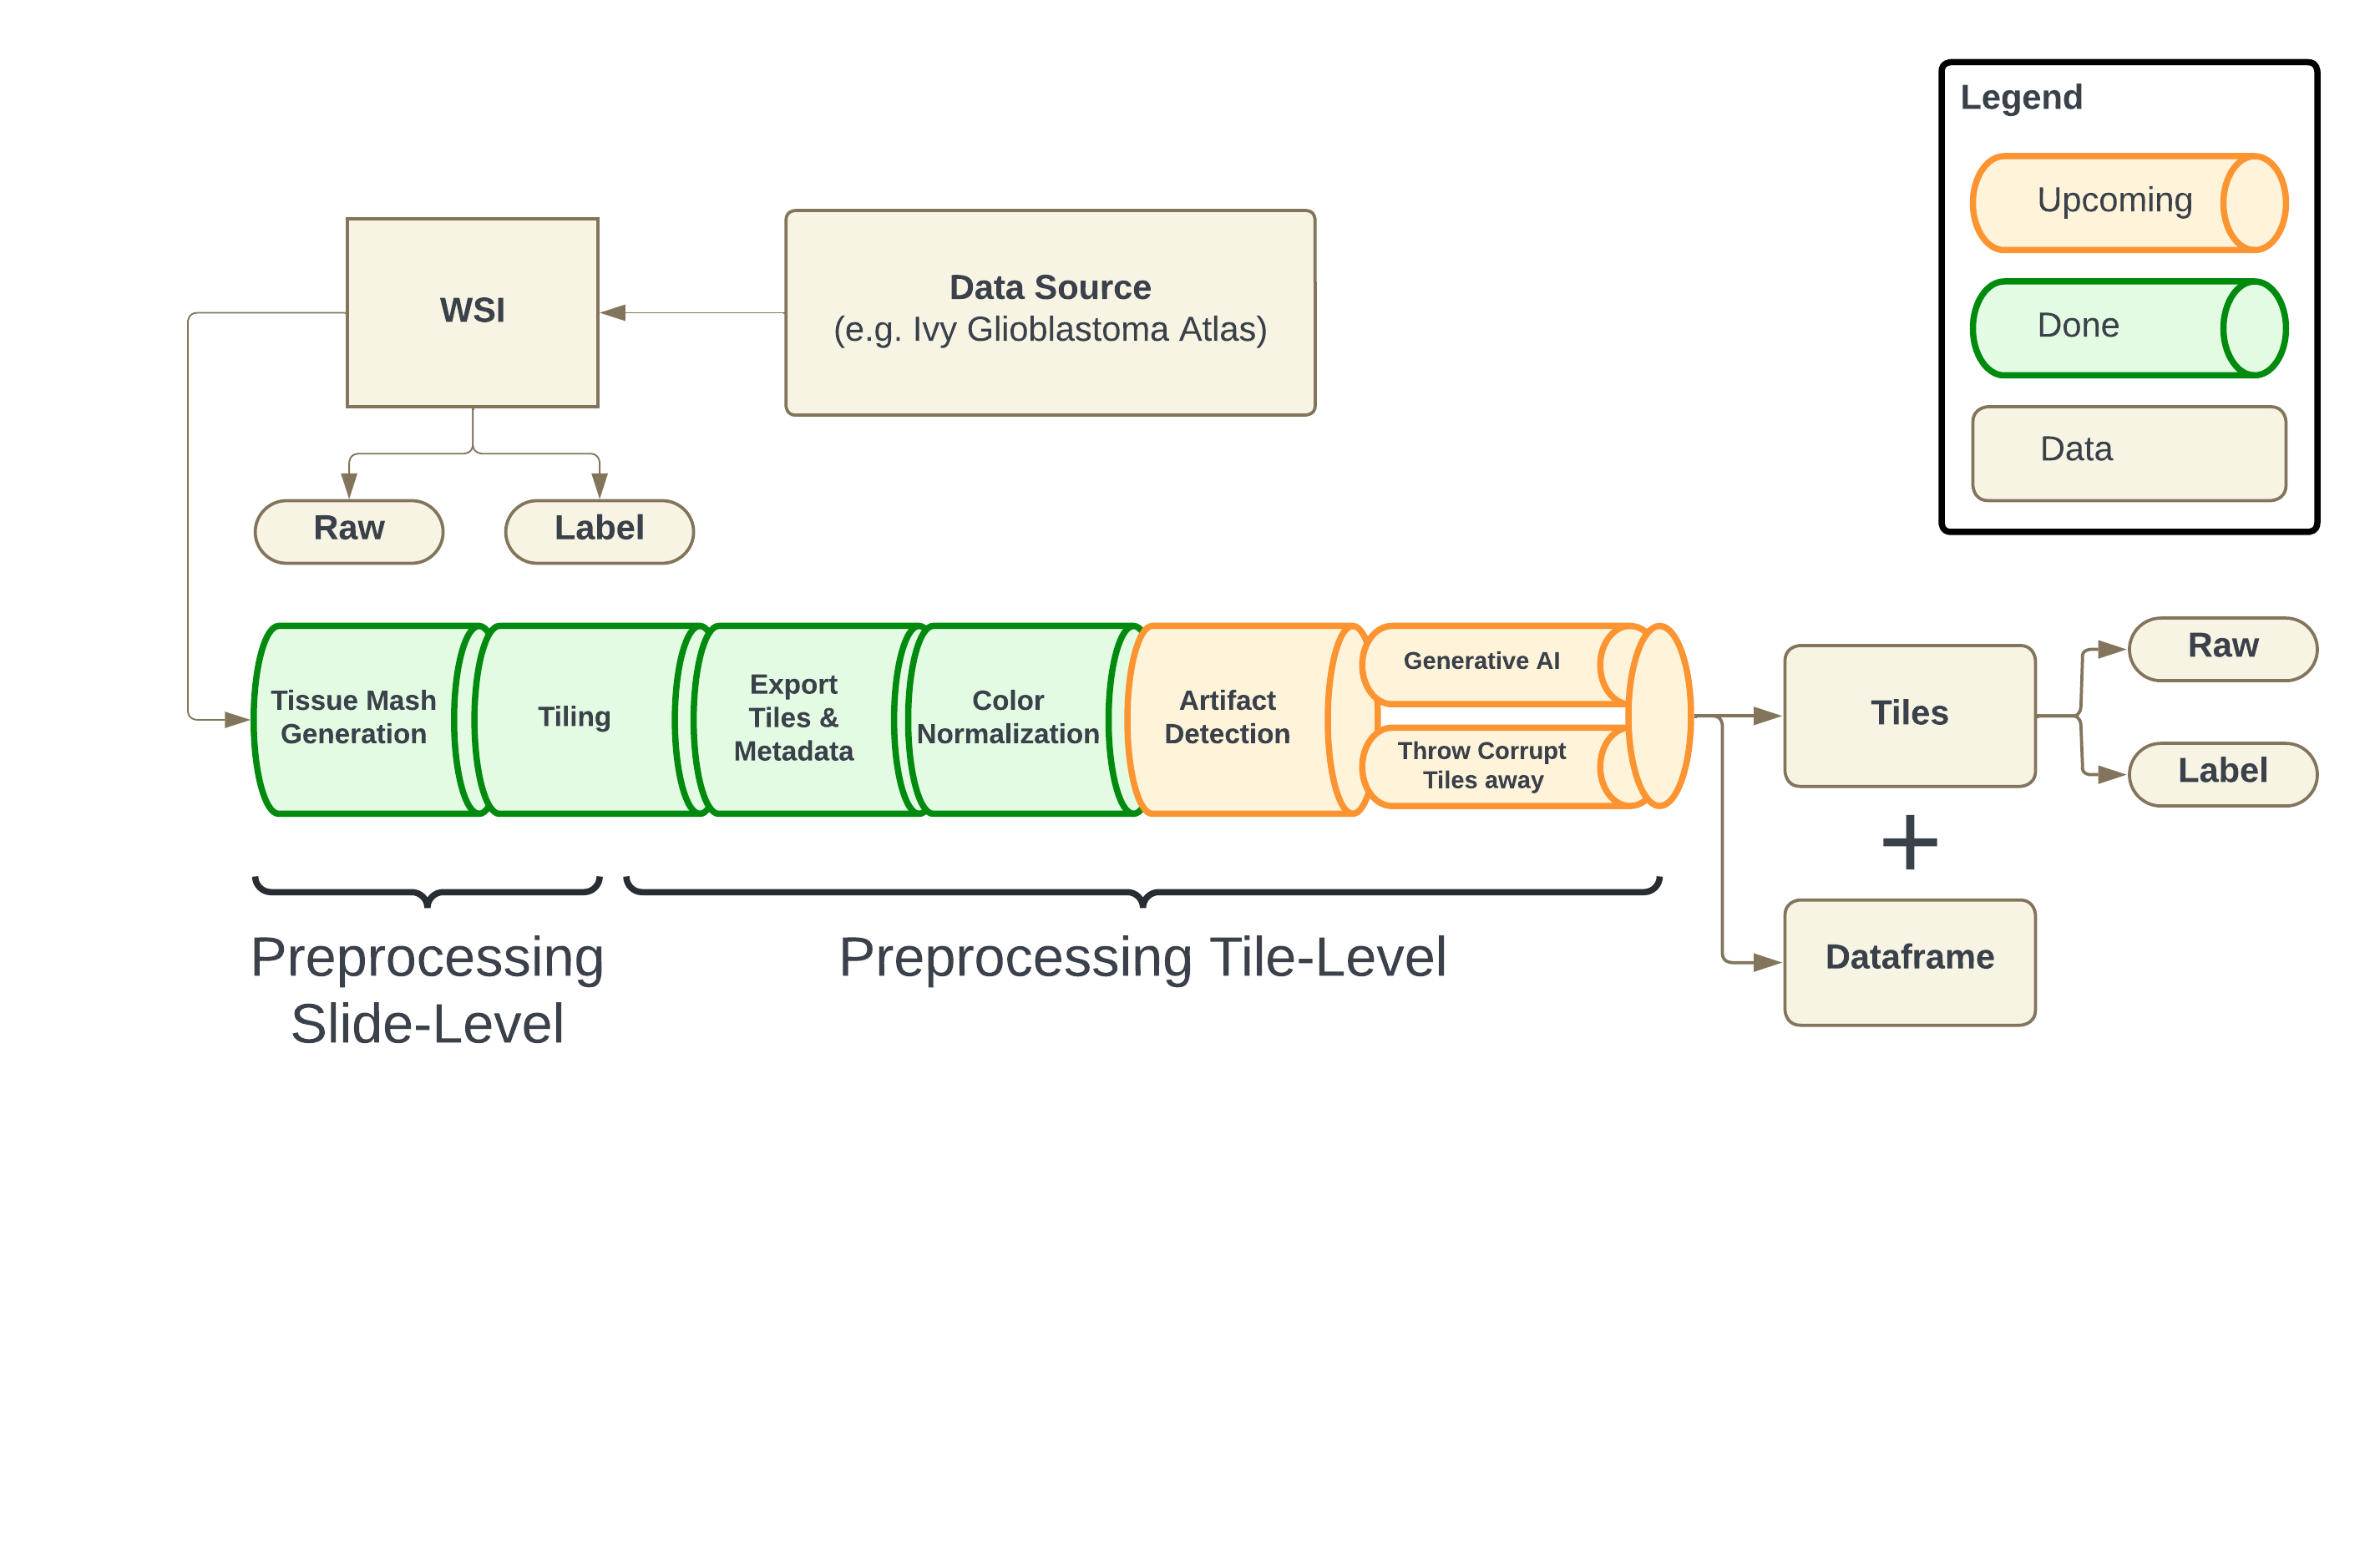 Legend
Upcoming
Done
Data
WSI
Data Source
(e.g. Ivy Glioblastoma Atlas)
Raw
Label
Tissue Mash
Generation
Tiling
Export
Tiles &
Metadata
Color
Normalization
Artifact
Detection
Generative AI
Throw Corrupt
Tiles away
Tiles
Raw
Label
+
Dataframe
Preprocessing
Slide-Level
Preprocessing Tile-Level